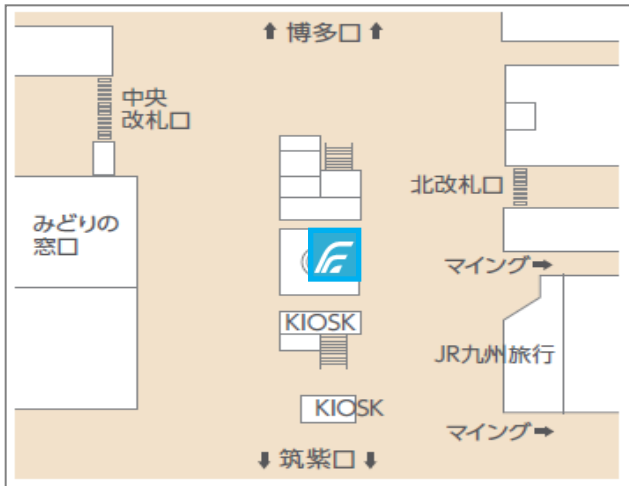 ⬆ 博多口 ⬆
中央
改札口
北改札口
みどりの
窓口
マイング➡
KIOSK
JR九州旅行
KIOSK
マイング➡
⬇ 筑紫口 ⬇